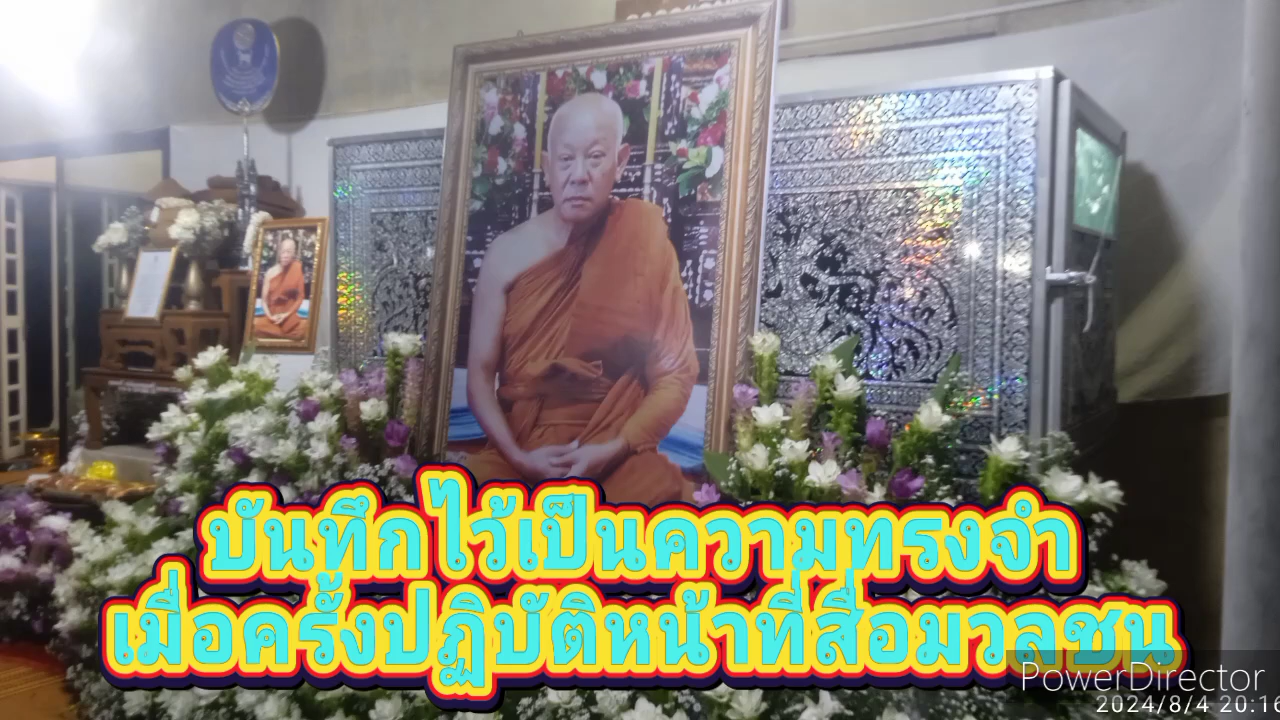 บันทึกไว้เป็นความทรงจำ
เมื่อครั้งปฏิบัติหน้าที่สื่อมวลชน
PowerDirector
2024/8/4 20:16